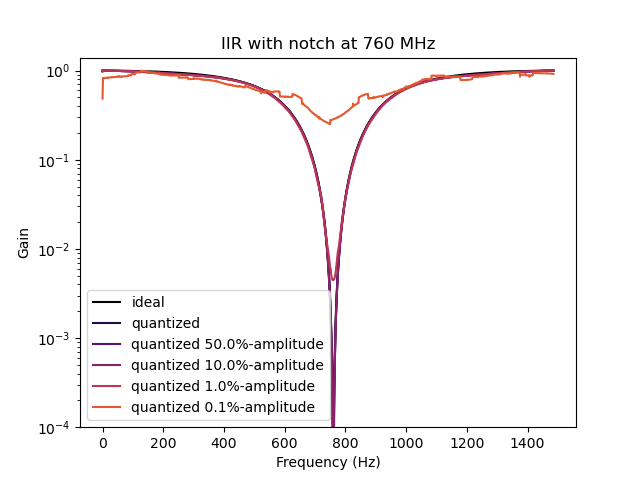 IIR with notch at 760 MHz
Gain
10⁰
10⁻¹
10⁻²
10⁻³
10⁻⁴
ideal
quantized
quantized 50.0%-amplitude
quantized 10.0%-amplitude
quantized 1.0%-amplitude
quantized 0.1%-amplitude
0 200 400 600 800 1000 1200 1400
Frequency (Hz)